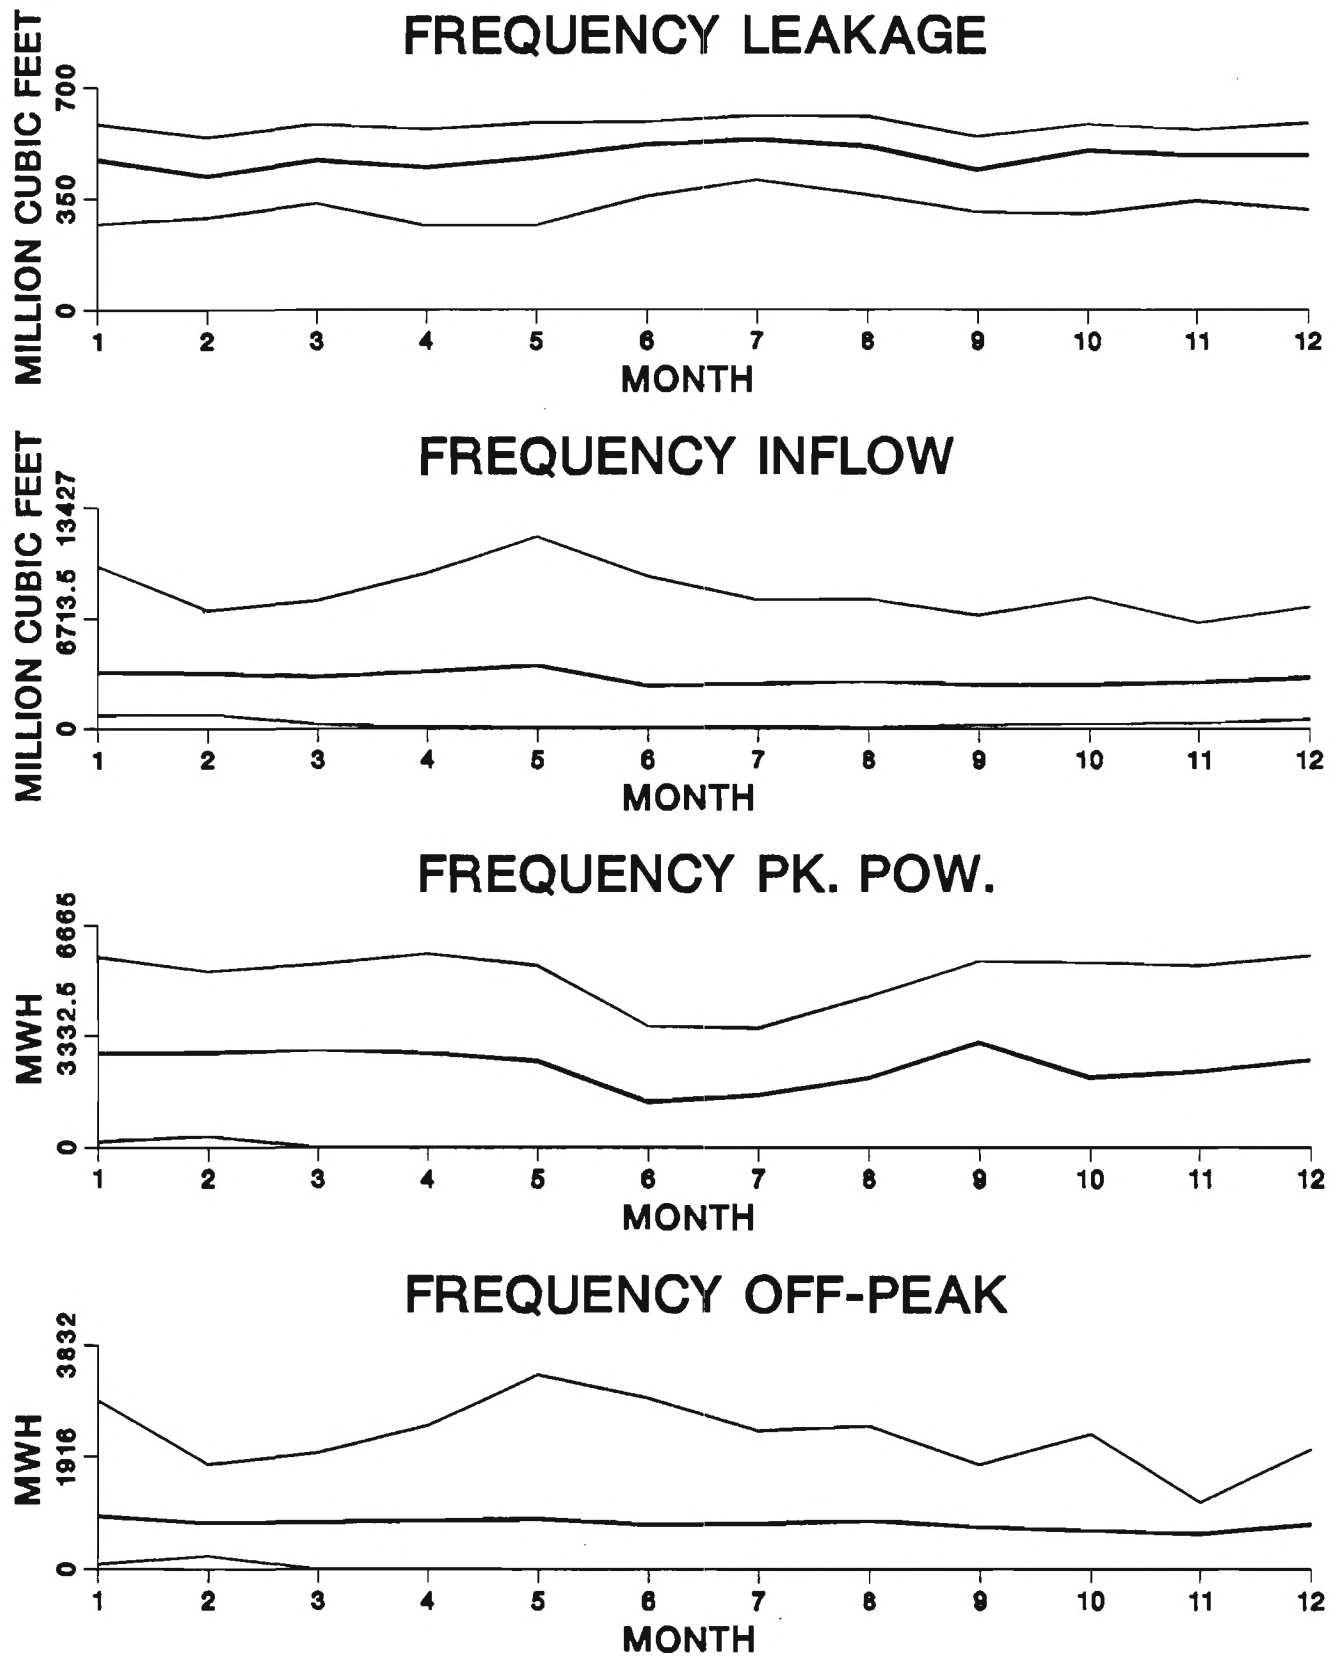 FREQUENCY LEAKAGE
MILLION CUBIC FEET
700
350
0
1 2 3 4 5 6 7 8 9 10 11 12
MONTH
FREQUENCY INFLOW
MILLION CUBIC FEET
13427
6713.5
0
1 2 3 4 5 6 7 8 9 10 11 12
MONTH
FREQUENCY PK. POW.
MWH
6665
3332.5
0
1 2 3 4 5 6 7 8 9 10 11 12
MONTH
FREQUENCY OFF-PEAK
MWH
3832
1916
0
1 2 3 4 5 6 7 8 9 10 11 12
MONTH